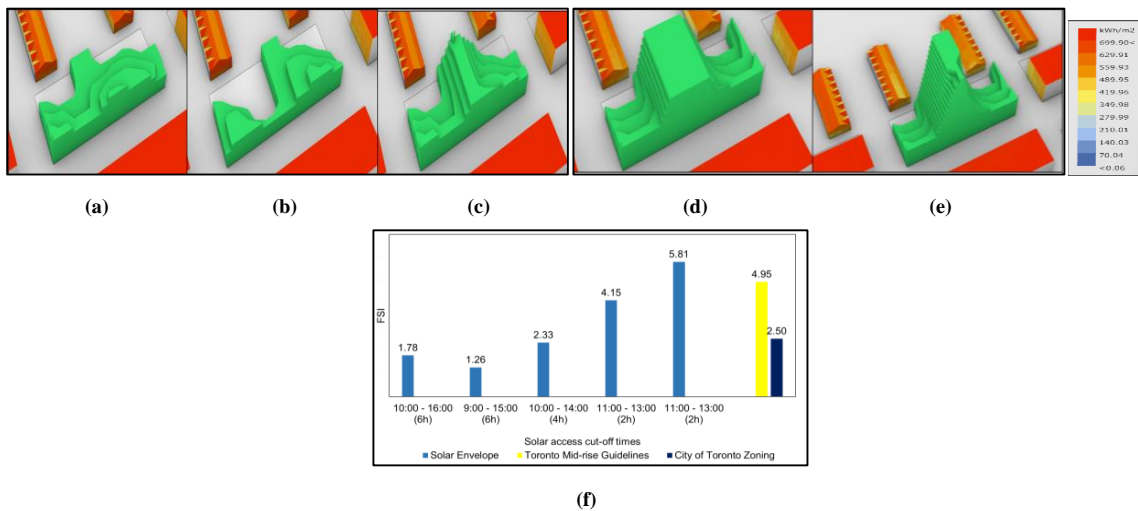 kWh/m2
699.90<
629.91
559.93
489.95
419.96
349.98
279.99
210.01
140.03
70.04
<0.06
(a) (b) (c) (d) (e)
5.81
4.95
4.15
2.50
2.33
1.78
1.26
FSI
10:00 - 16:00 9:00 - 15:00 10:00 - 14:00 11:00 - 13:00 11:00 - 13:00
(6h) (6h) (4h) (2h) (2h)
Solar access cut-off times
Solar Envelope Toronto Mid-rise Guidelines City of Toronto Zoning
(f)